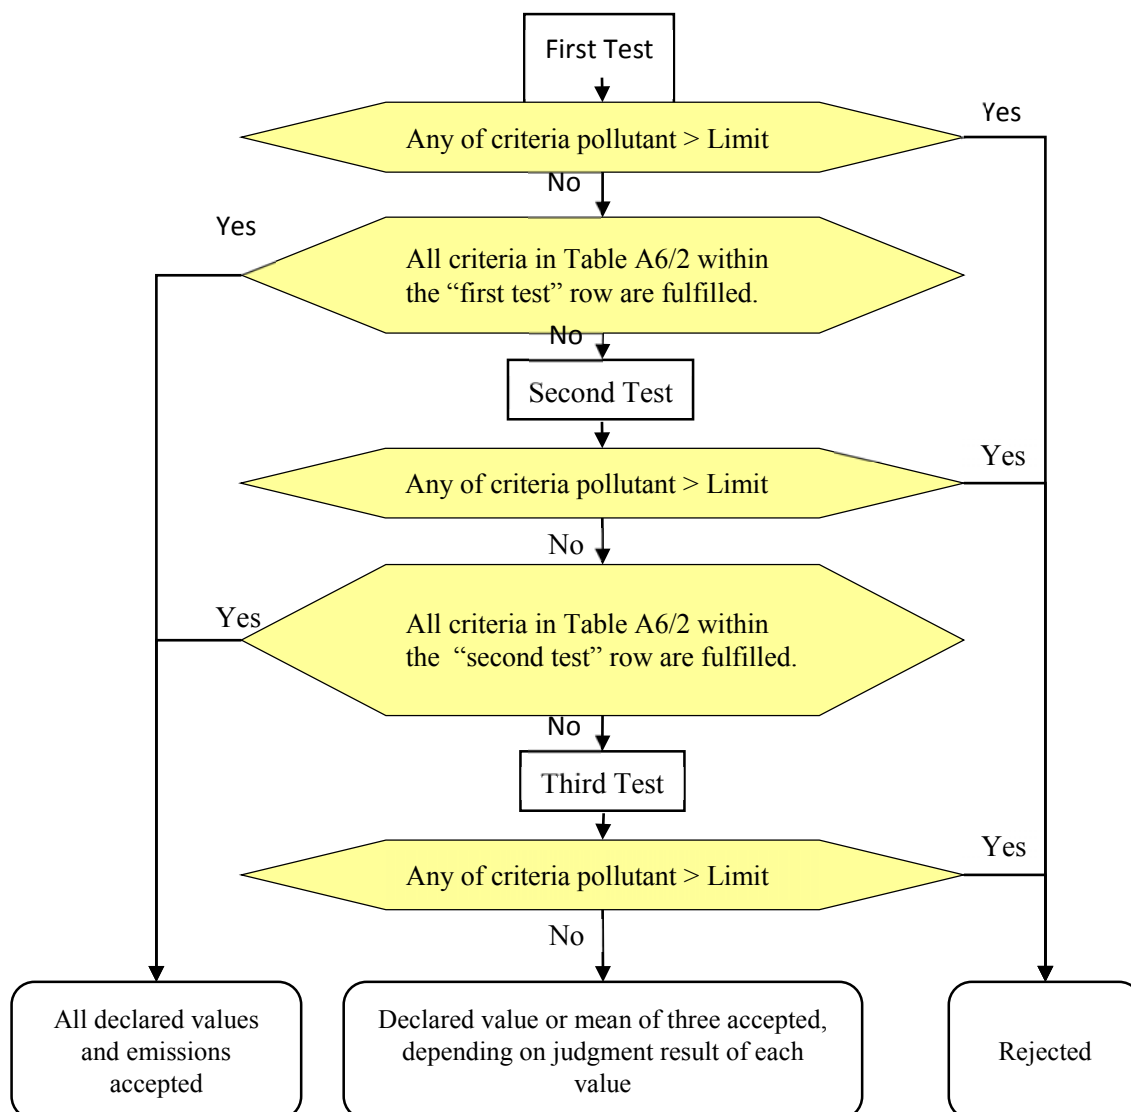 First Test
Yes
Any of criteria pollutant > Limit
No
Yes
All criteria in Table A6/2 within
the “first test” row are fulfilled.
No
Second Test
Yes
Any of criteria pollutant > Limit
No
Yes
All criteria in Table A6/2 within
the “second test” row are fulfilled.
No
Third Test
Yes
Any of criteria pollutant > Limit
No
All declared values
and emissions
accepted
Declared value or mean of three accepted,
depending on judgment result of each
value
Rejected